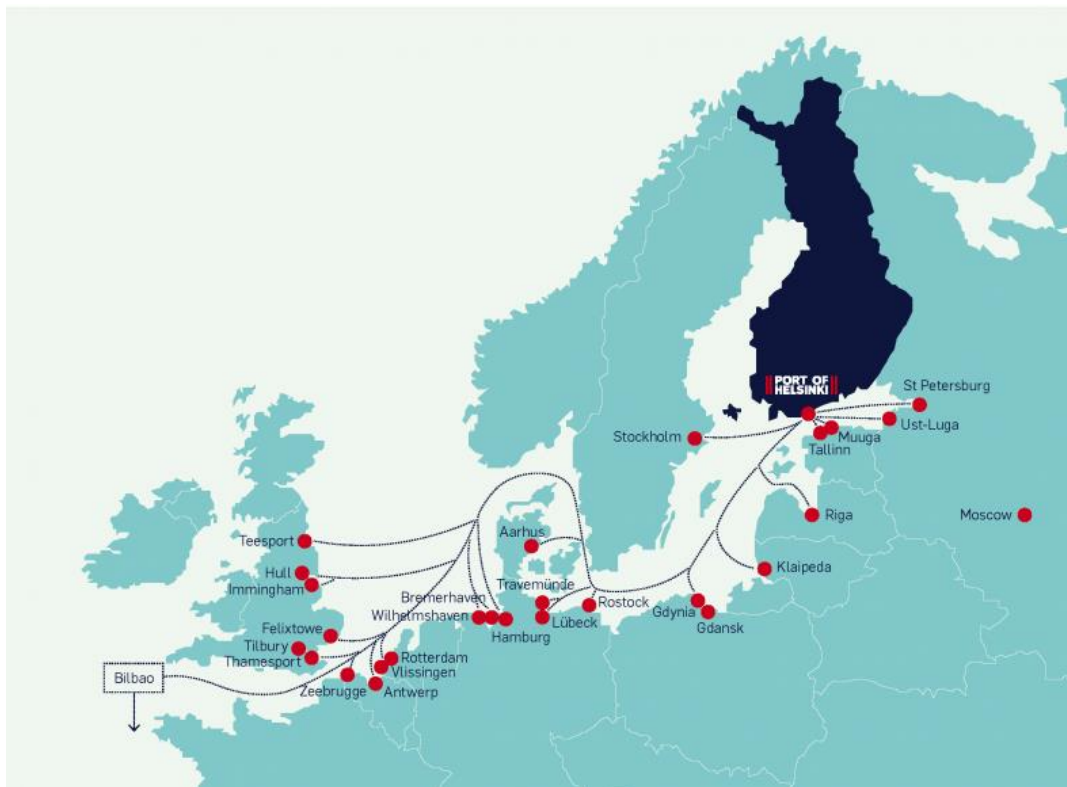 PORT OF
HELSINKI
St Petersburg
Ust-Luga
Stockholm
Muuga
Tallinn
Riga
Moscow
Aarhus
Teesport
Klaipeda
Hull
Travemünde
Immingham
Bremerhaven
Rostock
Gdynia
Wilhelmshaven
Lübeck
Gdansk
Hamburg
Felixtowe
Tilbury
Thamesport
Rotterdam
Vlissingen
Bilbao
Zeebrugge
Antwerp